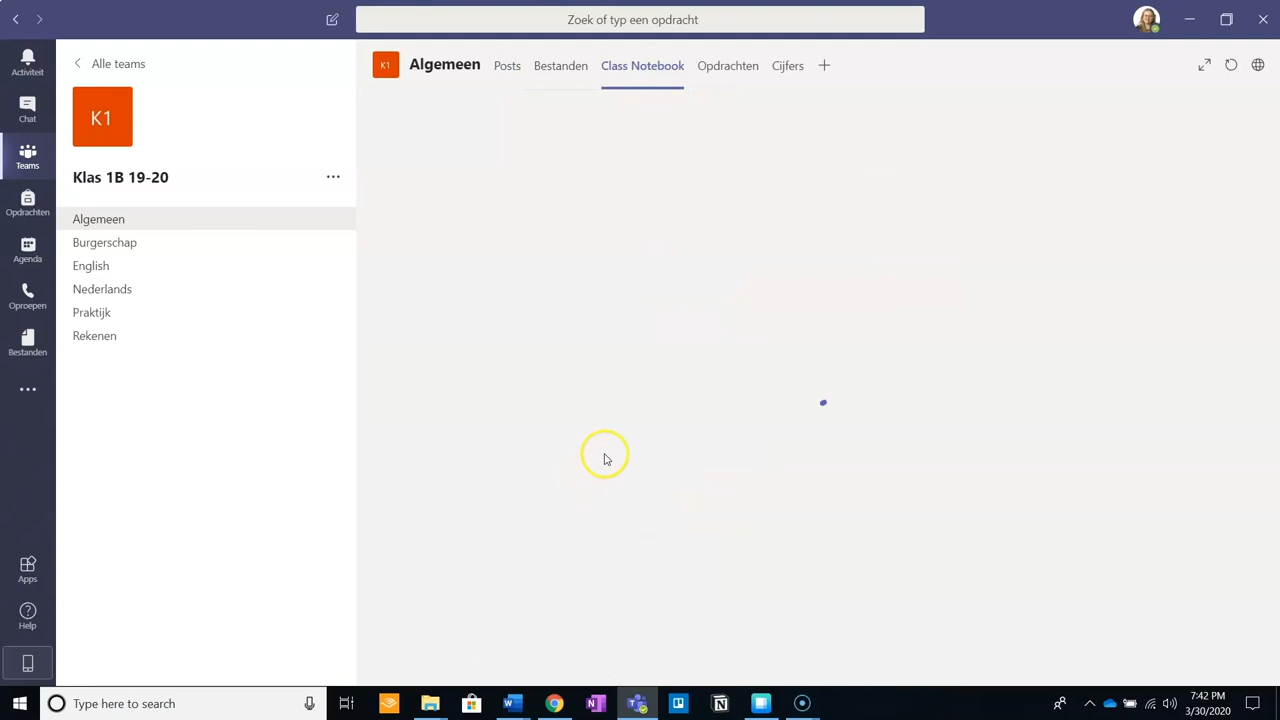 Zoek of typ een opdracht
Activiteit
Chat
Teams
Opdrachten
Agenda
Oproepen
Bestanden
Apps
Help
Alle teams
K1
Klas 1B 19-20
Algemeen
Burgerschap
English
Nederlands
Praktijk
Rekenen
K1 Algemeen Posts Bestanden Class Notebook Opdrachten Cijfers
Type here to search
7:42 PM
3/30/2020